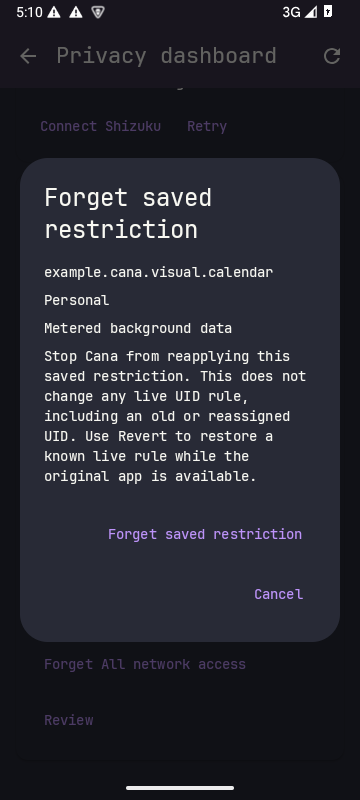 5:10
3G
Privacy dashboard
Connect Shizuku Retry
Forget saved
restriction
example.cana.visual.calendar
Personal
Metered background data
Stop Cana from reapplying this
saved restriction. This does not
change any live UID rule,
including an old or reassigned
UID. Use Revert to restore a
known live rule while the
original app is available.
Forget saved restriction
Cancel
Forget All network access
Review